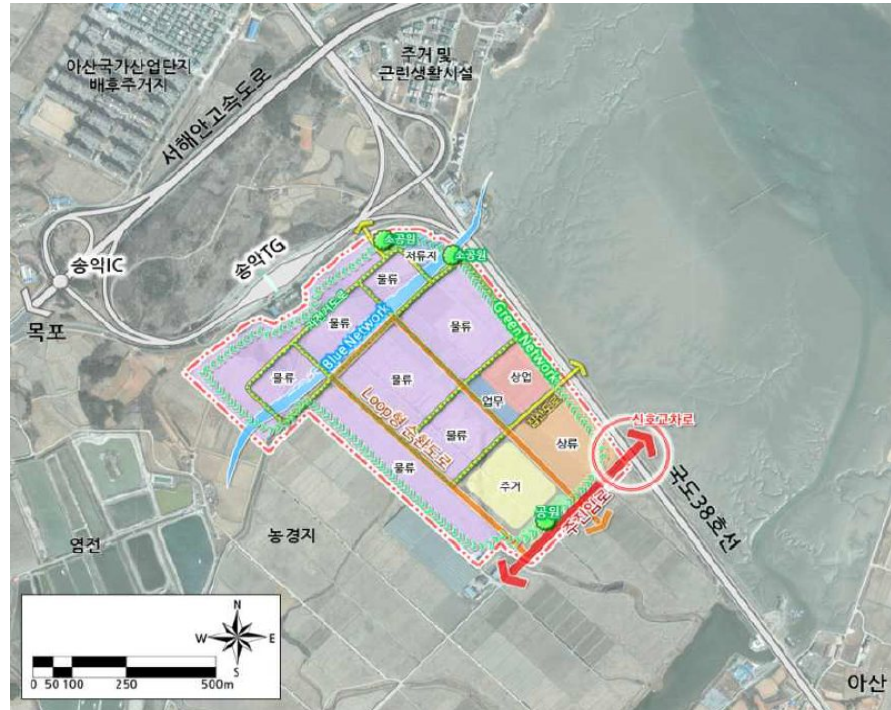 아산국가산업단지
배후주거지
주거 및
근린생활시설
서해안고속도로
송악IC
송악TG
목포
소공원
소공원
저류지
물류
물류
물류
물류
물류
물류
물류
Blue Network
Green Network
Loop형 순환도로
상업
업무
상류
주거
공원
주진입로
신호교차로
국도38호선
염전
농경지
아산
N
W
E
S
0 50 100 250 500m